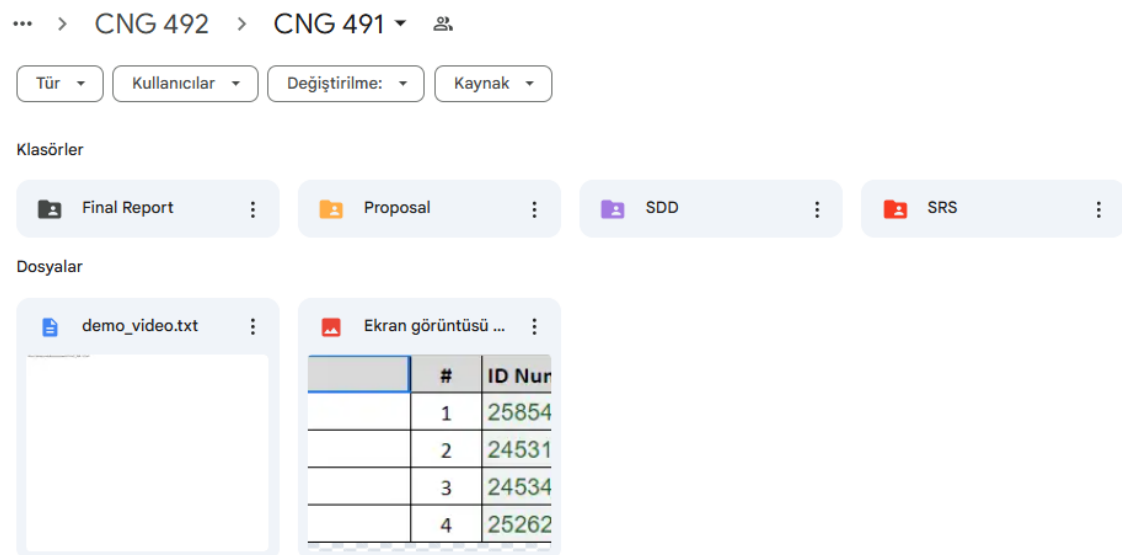 ... > CNG 492 > CNG 491
Tür Kullanıcılar Değiştirilme: Kaynak
Klasörler
Final Report Proposal SDD SRS
Dosyalar
demo_video.txt Ekran görüntüsü ...
# ID Nur
1 25854
2 24531
3 24534
4 25262